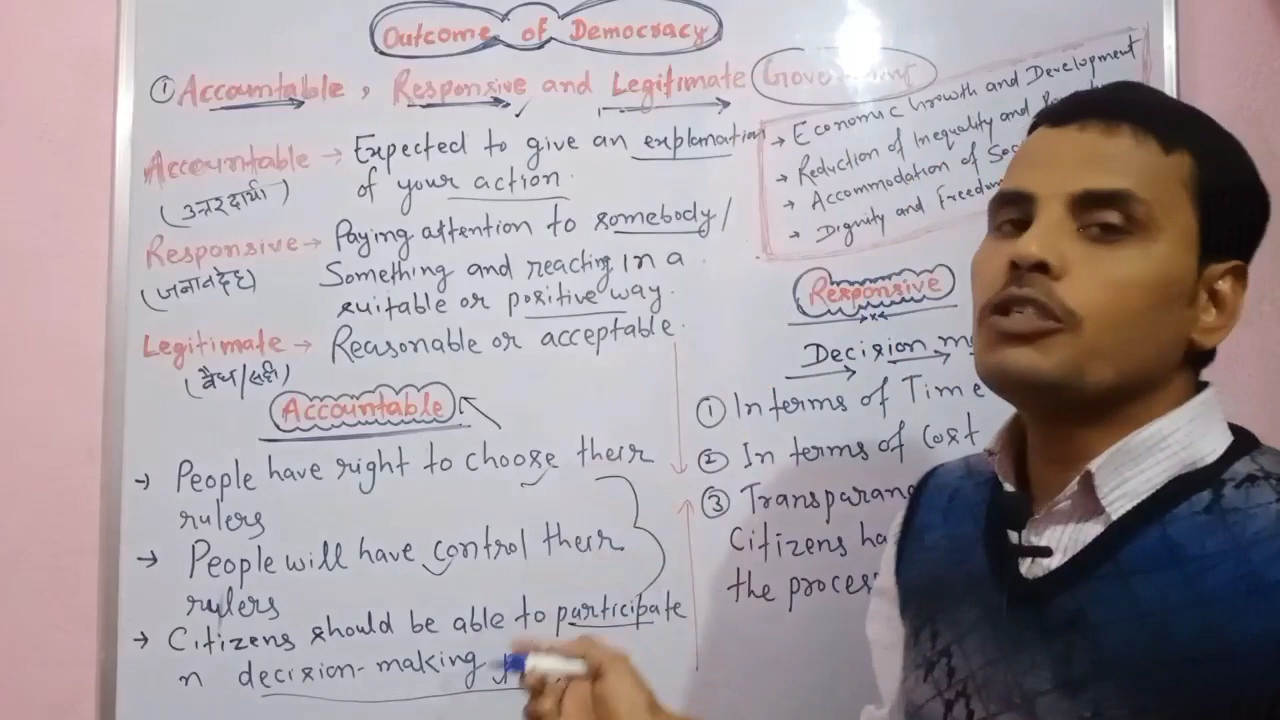 Outcome of Democracy
① Accountable, Responsive and Legitimate Government
Accountable → Expected to give an explanation
(उत्तरदायी) of your action.
Responsive → Paying attention to somebody/
(जवाबदेह) Something and reacting in a
suitable or positive way.
Legitimate → Reasonable or acceptable.
(वैध/सही)
Accountable
→ People have right to choose their
rulers
→ People will have control their
rulers
→ Citizens should be able to participate
n decision-making
→ Economic Growth and Development
→ Reduction of Inequality and
→ Accommodation of
→ Dignity and Freedom
Responsive
Decision
① In terms of Time
② In terms of Cost
③
Citizens
the